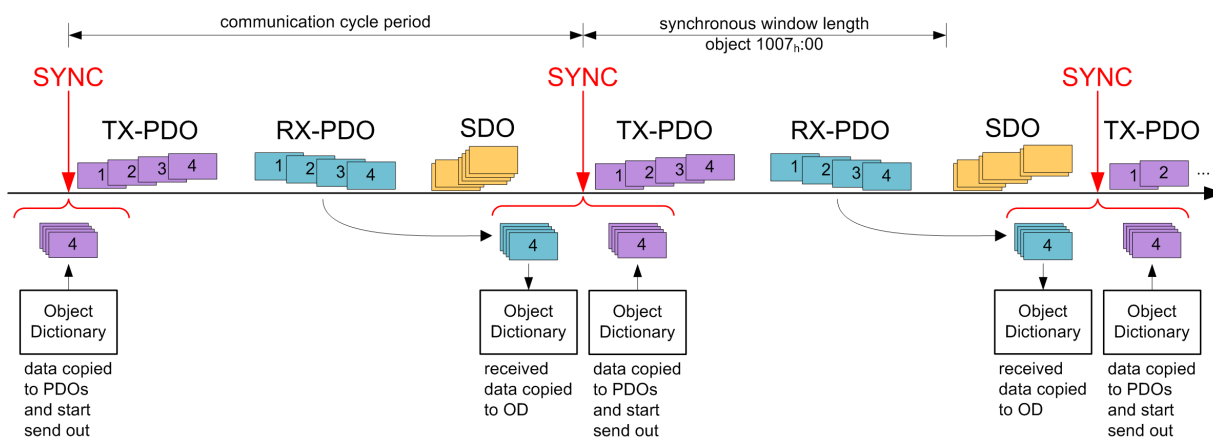 communication cycle period
synchronous window length
object 1007h:00
SYNC
SYNC
SYNC
TX-PDO
RX-PDO
SDO
TX-PDO
RX-PDO
SDO
TX-PDO
1 2 3 4
1 2 3 4
1 2 3 4
1 2 3 4
1 2 ...
4
4
4
4
4
Object
Dictionary
Object
Dictionary
Object
Dictionary
Object
Dictionary
Object
Dictionary
data copied
to PDOs
and start
send out
received
data copied
to OD
data copied
to PDOs
and start
send out
received
data copied
to OD
data copied
to PDOs
and start
send out